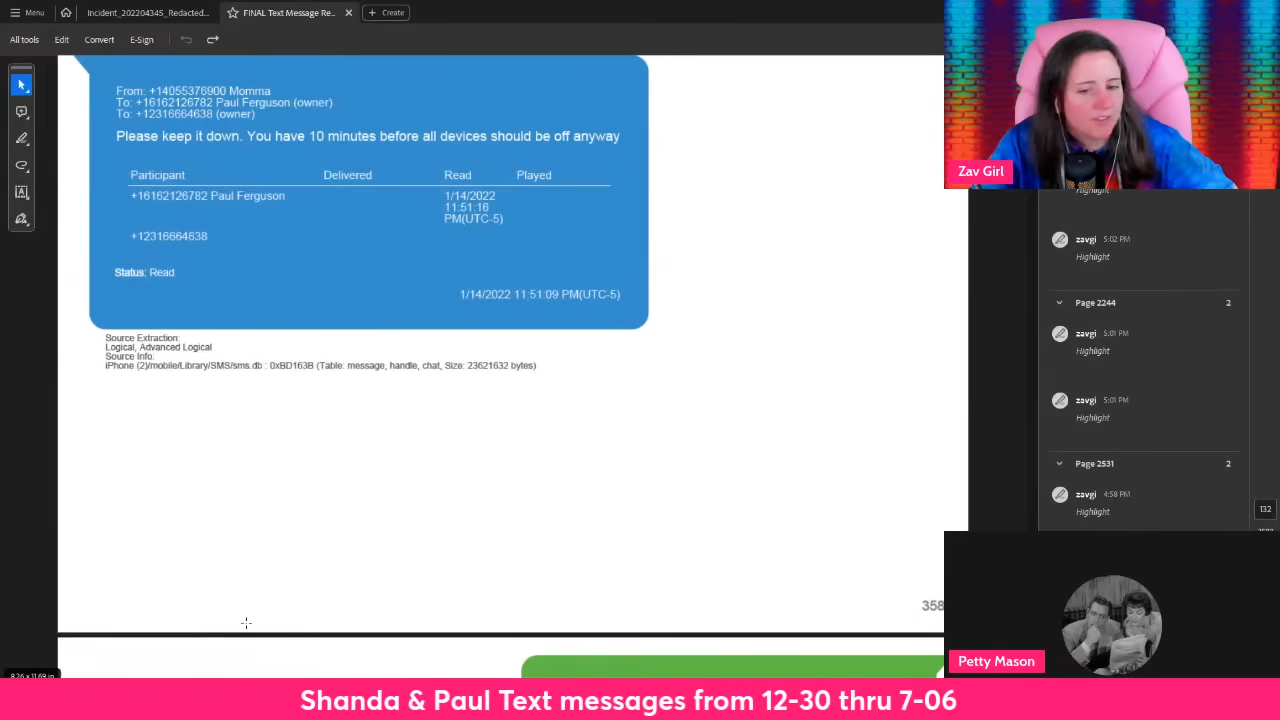 Menu
Incident_202204345_Redacted...
FINAL Text Message Re...
Create
All tools
Edit
Convert
E-Sign
From: +14055376900 Momma
To: +16162126782 Paul Ferguson (owner)
To: +12316664638 (owner)
Please keep it down. You have 10 minutes before all devices should be off anyway
Participant Delivered Read Played
+16162126782 Paul Ferguson 1/14/2022
11:51:16
PM(UTC-5)
+12316664638
Status: Read
1/14/2022 11:51:09 PM(UTC-5)
Source Extraction:
Logical, Advanced Logical
Source Info:
iPhone (2)/mobile/Library/SMS/sms.db : 0xBD163B (Table: message, handle, chat, Size: 23621632 bytes)
358
8.26 x 11.69 in
Zav Girl
Highlight
zavgi 5:02 PM
Highlight
Page 2244 2
zavgi 5:01 PM
Highlight
zavgi 5:01 PM
Highlight
Page 2531 2
zavgi 4:58 PM
Highlight
132
Petty Mason
Shanda & Paul Text messages from 12-30 thru 7-06